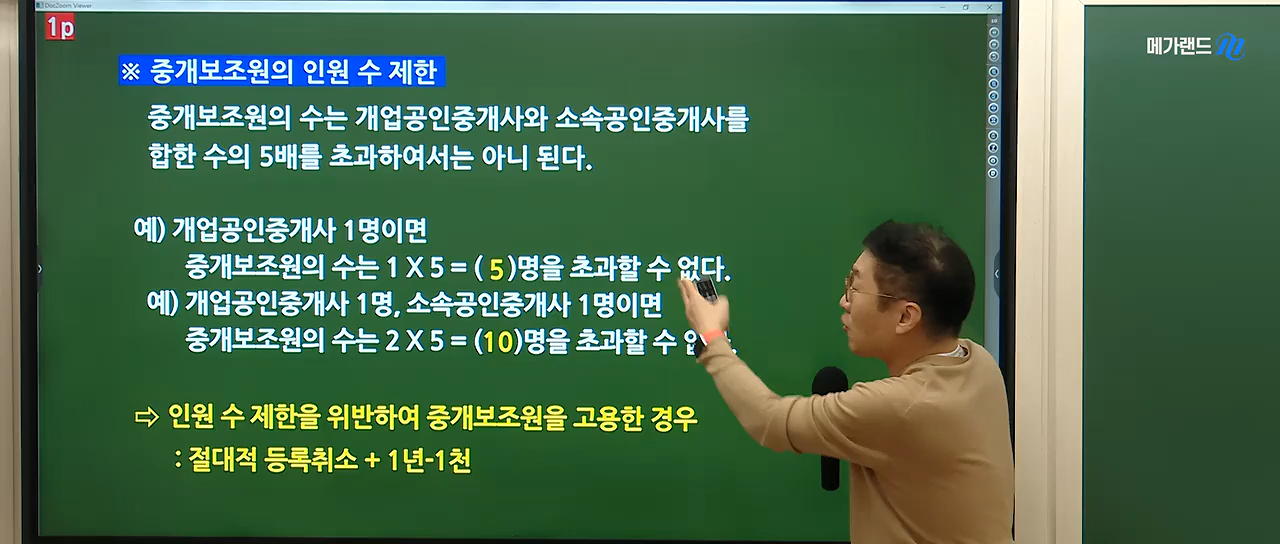 DocZoom Viewer
1p
메가랜드
※ 중개보조원의 인원 수 제한
중개보조원의 수는 개업공인중개사와 소속공인중개사를
합한 수의 5배를 초과하여서는 아니 된다.
예) 개업공인중개사 1명이면
중개보조원의 수는 1 X 5 = ( 5 )명을 초과할 수 없다.
예) 개업공인중개사 1명, 소속공인중개사 1명이면
중개보조원의 수는 2 X 5 = (10)명을 초과할 수
⇨ 인원 수 제한을 위반하여 중개보조원을 고용한 경우
: 절대적 등록취소 + 1년-1천